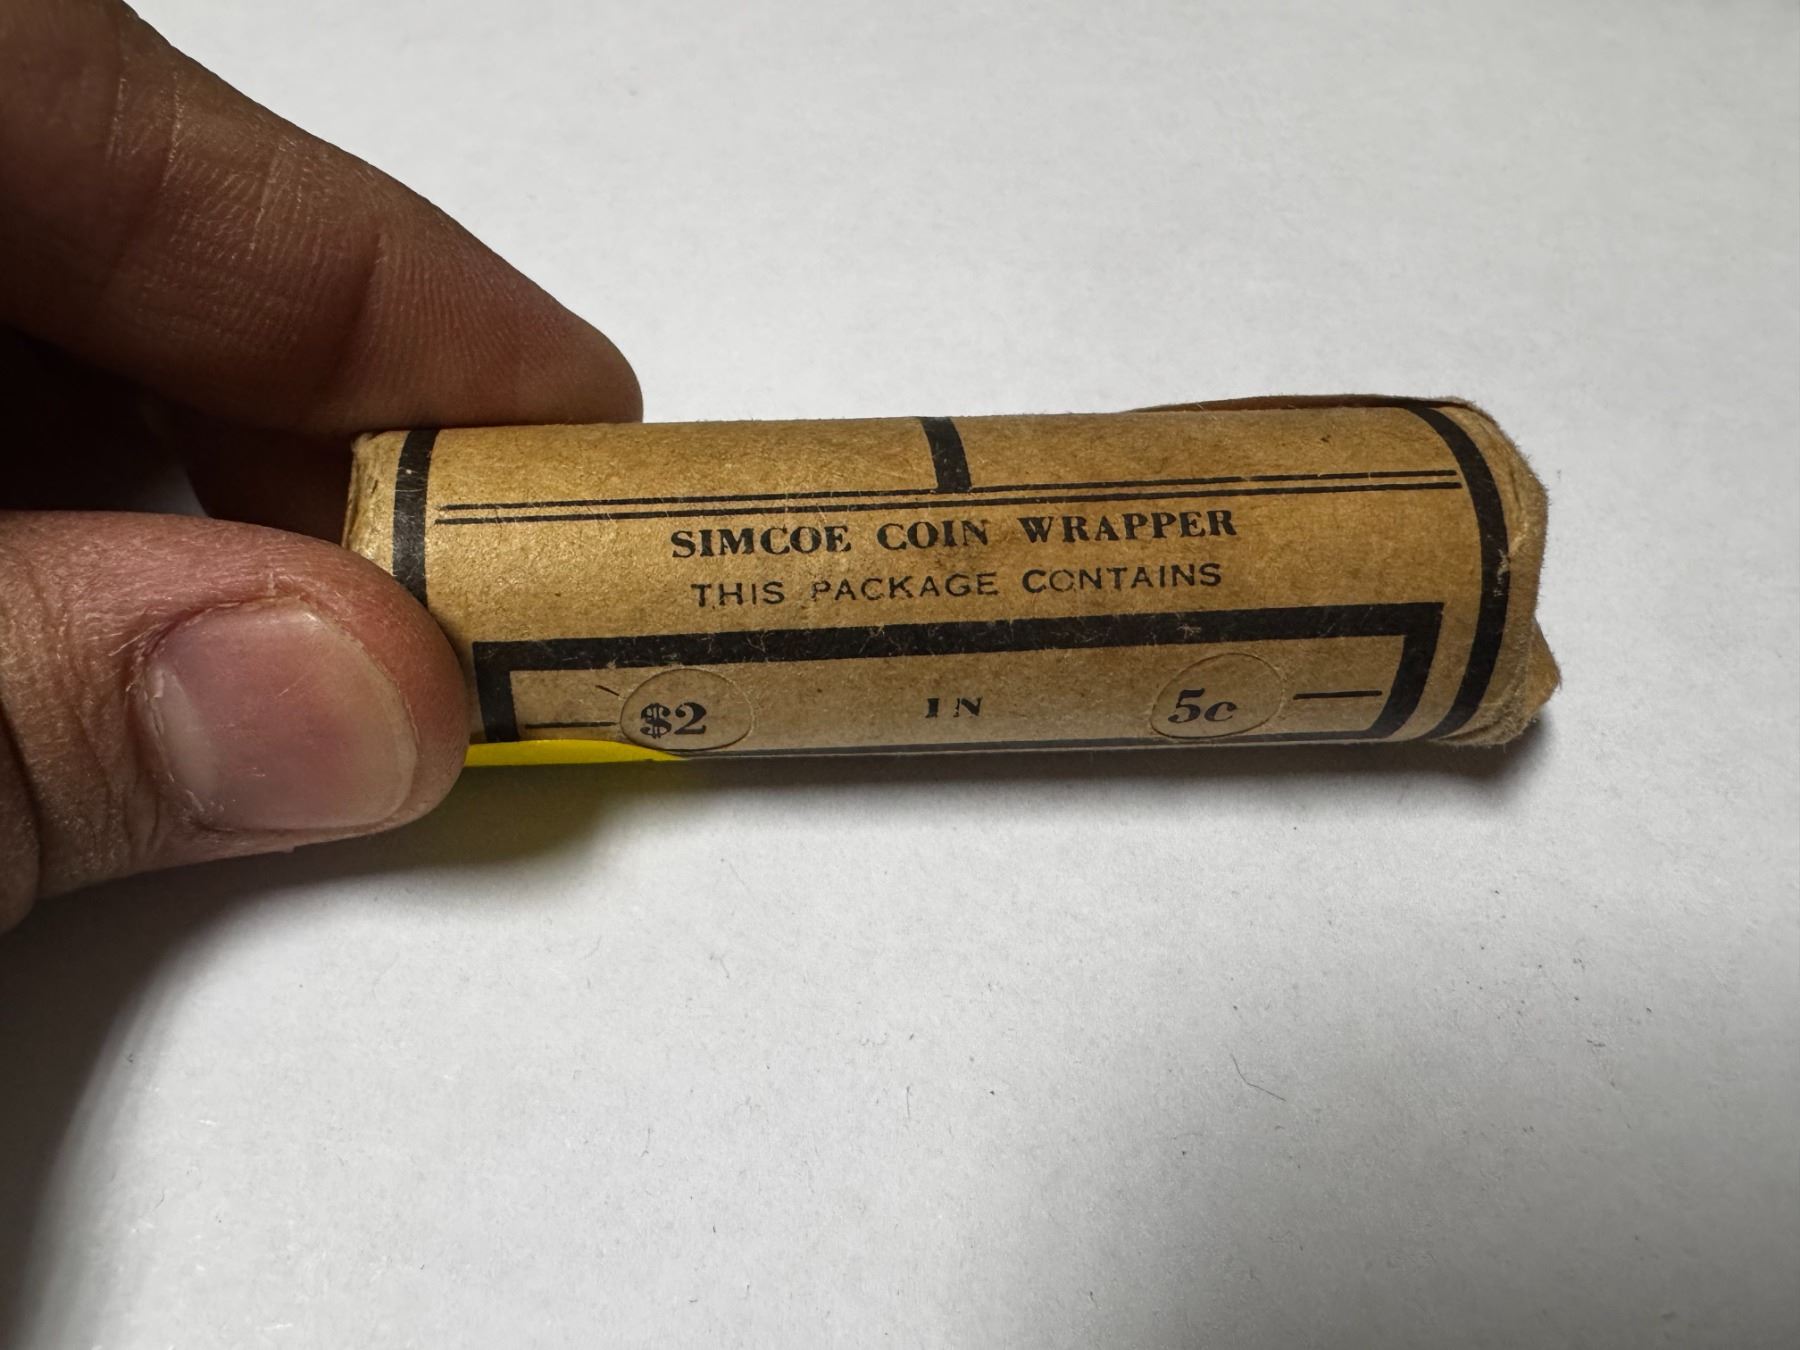 SIMCOE COIN WRAPPER
THIS PACKAGE CONTAINS
$2 IN 5c